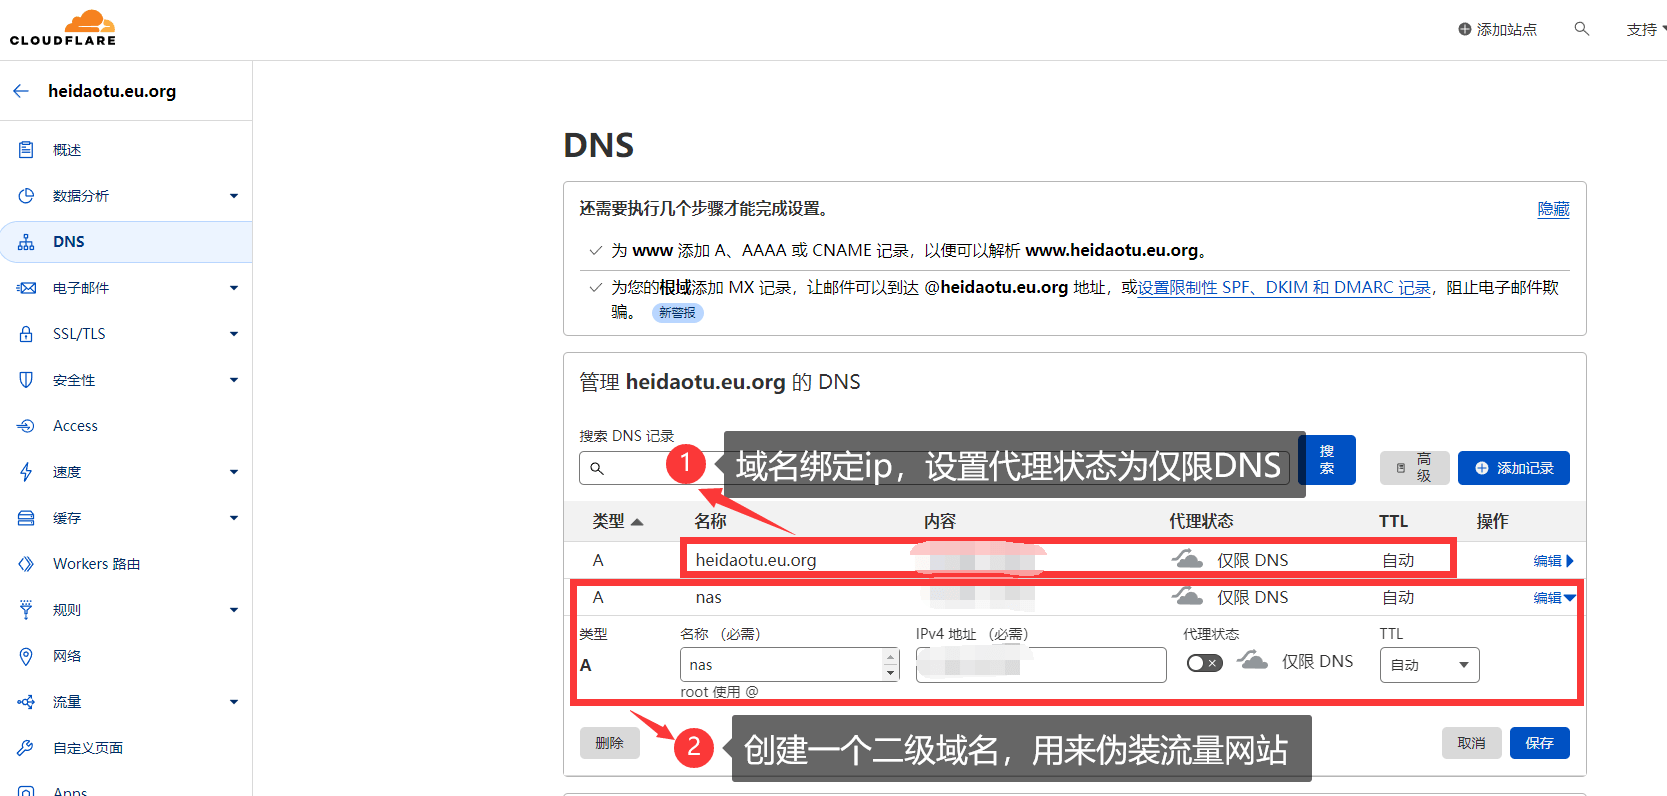 CLOUDFLARE
添加站点
支持
heidaotu.eu.org
概述
数据分析
DNS
电子邮件
SSL/TLS
安全性
Access
速度
缓存
Workers 路由
规则
网络
流量
自定义页面
Apps
DNS
还需要执行几个步骤才能完成设置。
隐藏
为 www 添加 A、AAAA 或 CNAME 记录，以便可以解析 www.heidaotu.eu.org。
为您的根域添加 MX 记录，让邮件可以到达 @heidaotu.eu.org 地址，或设置限制性 SPF、DKIM 和 DMARC 记录，阻止电子邮件欺
骗。 新警报
管理 heidaotu.eu.org 的 DNS
搜索 DNS 记录
1 域名绑定ip，设置代理状态为仅限DNS
搜
索
高
级
添加记录
类型 名称 内容 代理状态 TTL 操作
A heidaotu.eu.org 仅限 DNS 自动 编辑
A nas 仅限 DNS 自动 编辑
类型 名称 （必需） IPv4 地址 （必需） 代理状态 TTL
A nas 仅限 DNS 自动
root 使用 @
删除
2 创建一个二级域名，用来伪装流量网站
取消
保存